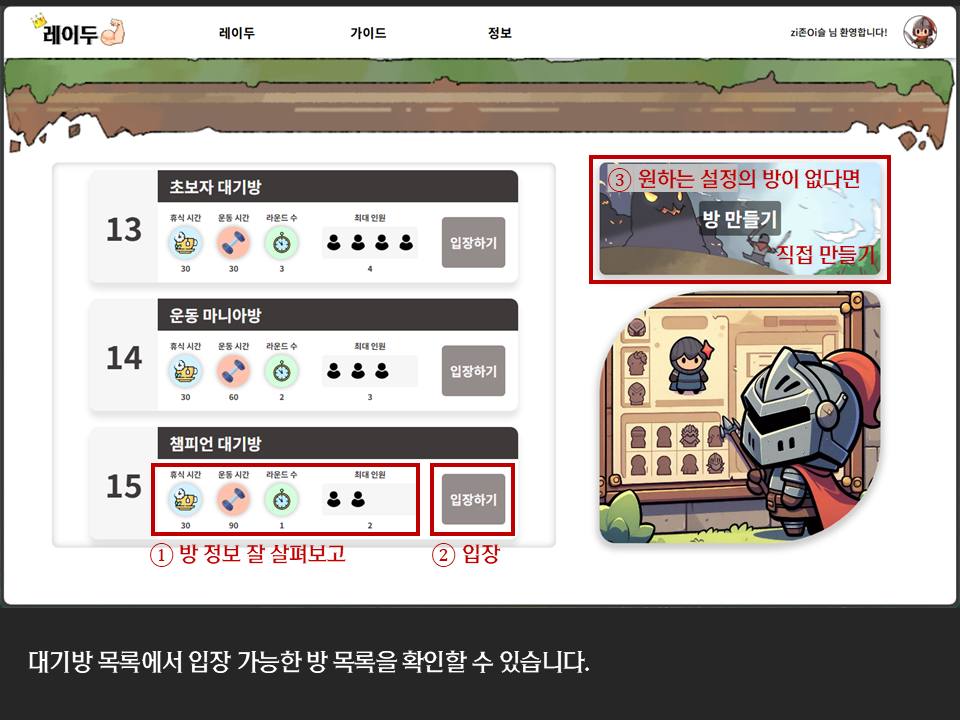 레이두
레이두 가이드 정보
zi존Oi슬 님 환영합니다!
초보자 대기방
13
휴식 시간 운동 시간 라운드 수 최대 인원
30 30 3 4
입장하기
운동 마니아방
14
휴식 시간 운동 시간 라운드 수 최대 인원
30 60 2 3
입장하기
챔피언 대기방
15
휴식 시간 운동 시간 라운드 수 최대 인원
30 90 1 2
입장하기
① 방 정보 잘 살펴보고
② 입장
③ 원하는 설정의 방이 없다면
방 만들기
직접 만들기
대기방 목록에서 입장 가능한 방 목록을 확인할 수 있습니다.